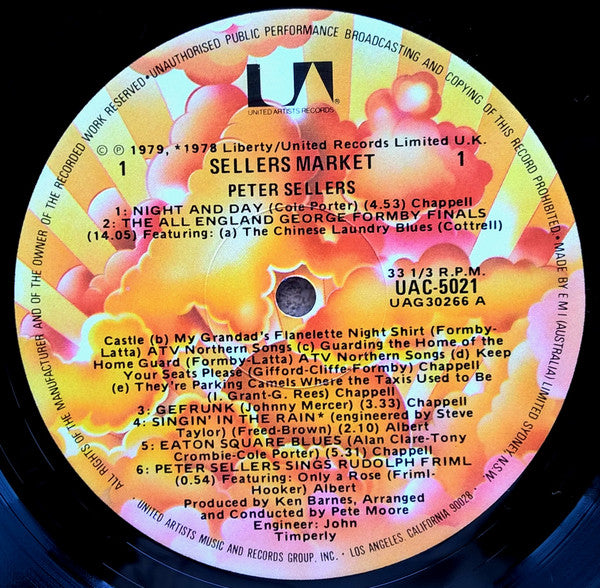 ALL RIGHTS OF THE MANUFACTURER AND OF THE OWNER OF THE RECORDED WORK RESERVED • UNAUTHORISED PUBLIC PERFORMANCE BROADCASTING AND COPYING OF THIS RECORD PROHIBITED. • MADE BY E M I (AUSTRALIA) LIMITED SYDNEY, N.S.W. •
UA®
UNITED ARTISTS RECORDS
© ℗ 1979, *1978 Liberty/United Records Limited U.K.
1 SELLERS MARKET 1
PETER SELLERS
1: NIGHT AND DAY (Cole Porter) (4.53) Chappell
2: THE ALL ENGLAND GEORGE FORMBY FINALS
(14.05) Featuring: (a) The Chinese Laundry Blues (Cottrell)
33 1/3 R.P.M.
UAC-5021
UAG30266 A
Castle (b) My Grandad's Flanelette Night Shirt (Formby-
Latta) ATV Northern Songs (c) Guarding the Home of the
Home Guard (Formby-Latta) ATV Northern Songs (d) Keep
Your Seats Please (Gifford-Cliffe-Formby) Chappell
(e) They're Parking Camels Where the Taxis Used to Be
(I. Grant-G. Rees) Chappell
3: GEFRUNK (Johnny Mercer) (3.33) Chappell
4: SINGIN' IN THE RAIN* (engineered by Steve
Taylor) (Freed-Brown) (2.10) Albert
5: EATON SQUARE BLUES (Alan Clare-Tony
Crombie-Cole Porter) (5.31) Chappell
6: PETER SELLERS SINGS RUDOLPH FRIML
(0.54) Featuring: Only a Rose (Friml-
Hooker) Albert
Produced by Ken Barnes, Arranged
and Conducted by Pete Moore
Engineer: John
Timperly
UNITED ARTISTS MUSIC AND RECORDS GROUP, INC. • LOS ANGELES, CALIFORNIA 90028 •